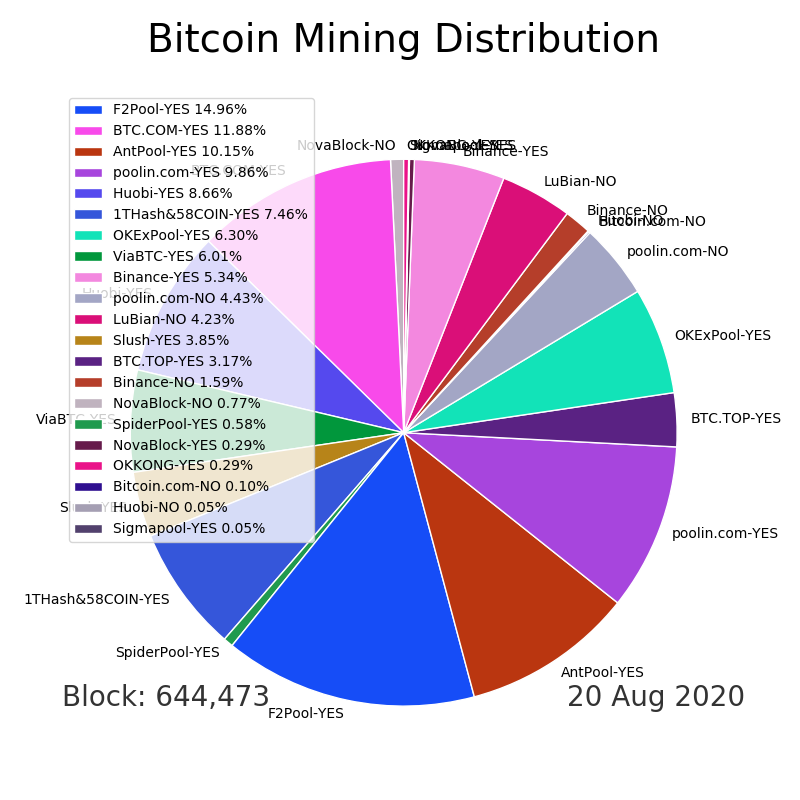 Bitcoin Mining Distribution
F2Pool-YES 14.96%
BTC.COM-YES 11.88%
AntPool-YES 10.15%
poolin.com-YES 9.86%
Huobi-YES 8.66%
1THash&58COIN-YES 7.46%
OKExPool-YES 6.30%
ViaBTC-YES 6.01%
Binance-YES 5.34%
poolin.com-NO 4.43%
LuBian-NO 4.23%
Slush-YES 3.85%
BTC.TOP-YES 3.17%
Binance-NO 1.59%
NovaBlock-NO 0.77%
SpiderPool-YES 0.58%
NovaBlock-YES 0.29%
OKKONG-YES 0.29%
Bitcoin.com-NO 0.10%
Huobi-NO 0.05%
Sigmapool-YES 0.05%
NovaBlock-NO
Binance-YES
LuBian-NO
Binance-NO
Bitcoin.com-NO
poolin.com-NO
OKExPool-YES
BTC.TOP-YES
poolin.com-YES
AntPool-YES
F2Pool-YES
SpiderPool-YES
1THash&58COIN-YES
ViaBTC-YES
Huobi-YES
Block: 644,473
20 Aug 2020